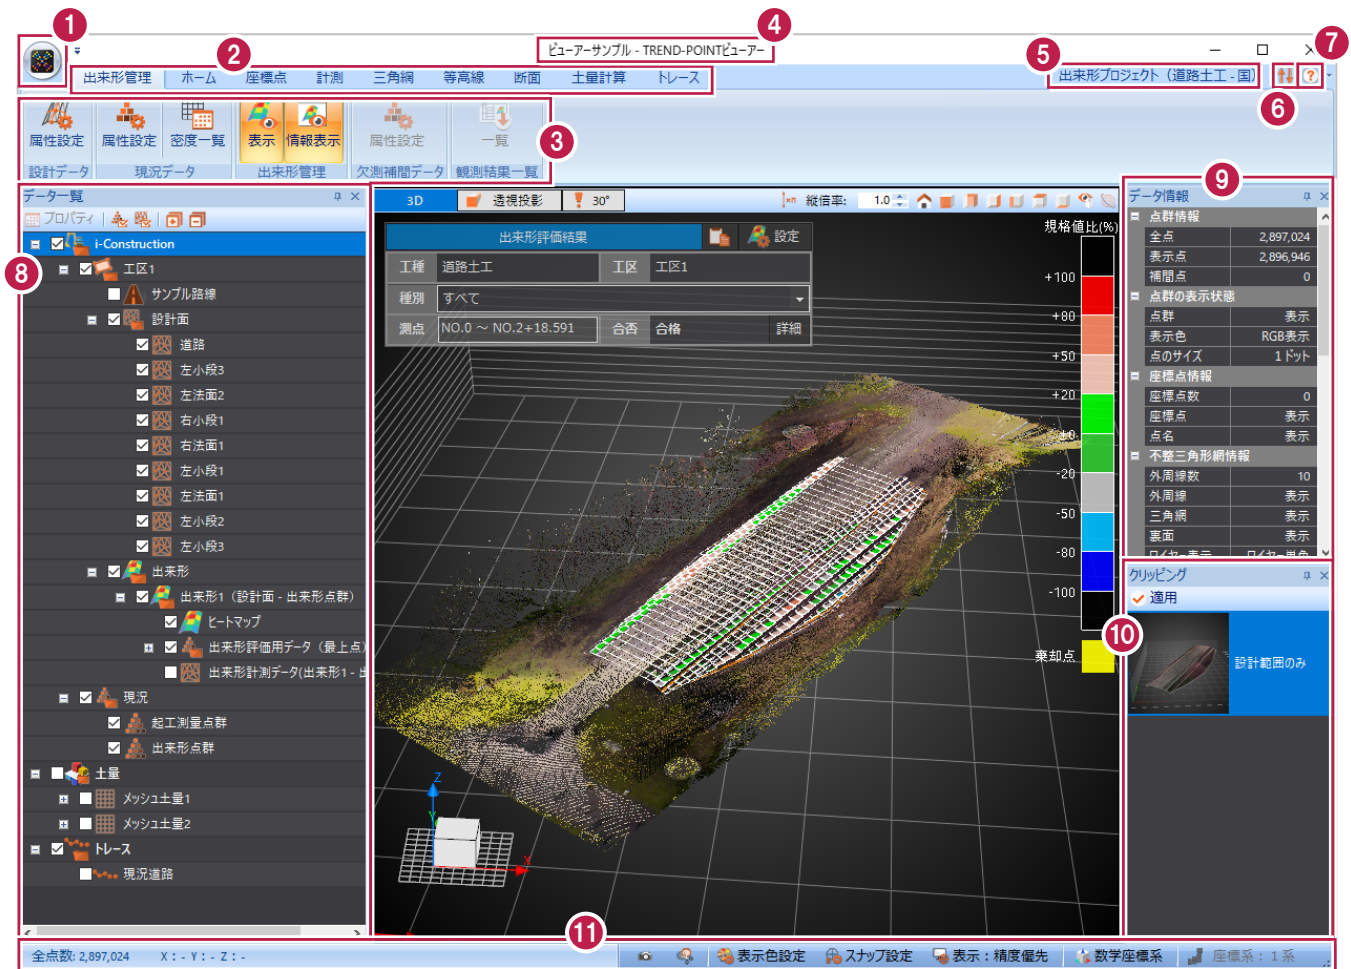 1
2
3
4
5
6
7
8
9
10
11
ビューアーサンプル - TREND-POINTビューアー
出来形管理 ホーム 座標点 計測 三角網 等高線 断面 土量計算 トレース
出来形プロジェクト（道路土工 - 国）
属性設定 属性設定 密度一覧 表示 情報表示 属性設定 一覧
設計データ 現況データ 出来形管理 欠測補間データ 観測結果一覧
データ一覧
プロパティ
i-Construction
工区1
サンプル路線
設計面
道路
左小段3
左法面2
右小段1
右法面1
左小段1
左法面1
左小段2
左小段3
出来形
出来形1（設計面 - 出来形点群）
ヒートマップ
出来形評価用データ（最上点）
出来形計測データ(出来形1 - 出
現況
起工測量点群
出来形点群
土量
メッシュ土量1
メッシュ土量2
トレース
現況道路
3D 透視投影 30° 縦倍率: 1.0
出来形評価結果 設定
工種 道路土工 工区 工区1
種別 すべて
測点 NO.0 ～ NO.2+18.591 合否 合格 詳細
規格値比(%)
+100
+80
+50
+20
±0
-20
-50
-80
-100
棄却点
Z
Y
X
データ情報
点群情報
全点 2,897,024
表示点 2,896,946
補間点 0
点群の表示状態
点群 表示
表示色 RGB表示
点のサイズ 1 ドット
座標点情報
座標点数 0
座標点 表示
点名 表示
不整三角形網情報
外周線数 10
外周線 表示
三角網 表示
裏面 表示
ワイヤー表示 ワイヤー単色
クリッピング
適用
設計範囲のみ
全点数: 2,897,024 X : - Y : - Z : -
表示色設定 スナップ設定 表示：精度優先 数学座標系 座標系： 1 系